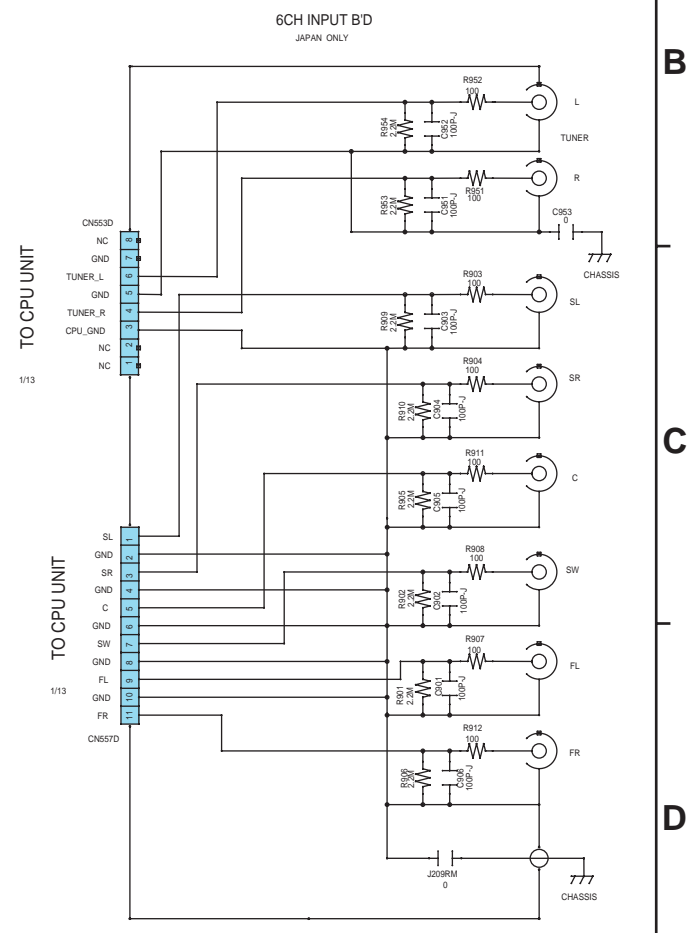 6CH INPUT B'D
JAPAN ONLY
B
R952
100
L
R954
2.2M
C952
100P-J
TUNER
R951
100
R
R953
2.2M
C951
100P-J
C953
0
CHASSIS
CN553D
TO CPU UNIT
1/13
NC 8
GND 7
TUNER_L 6
GND 5
TUNER_R 4
CPU_GND 3
NC 2
NC 1
R903
100
SL
R909
2.2M
C903
100P-J
R904
100
SR
R910
2.2M
C904
100P-J
C
R911
100
C
R905
2.2M
C905
100P-J
TO CPU UNIT
1/13
SL 1
GND 2
SR 3
GND 4
C 5
GND 6
SW 7
GND 8
FL 9
GND 10
FR 11
CN557D
R908
100
SW
R902
2.2M
C902
100P-J
R907
100
FL
R901
2.2M
C901
100P-J
R912
100
FR
R906
2.2M
C906
100P-J
D
J209RM
0
CHASSIS